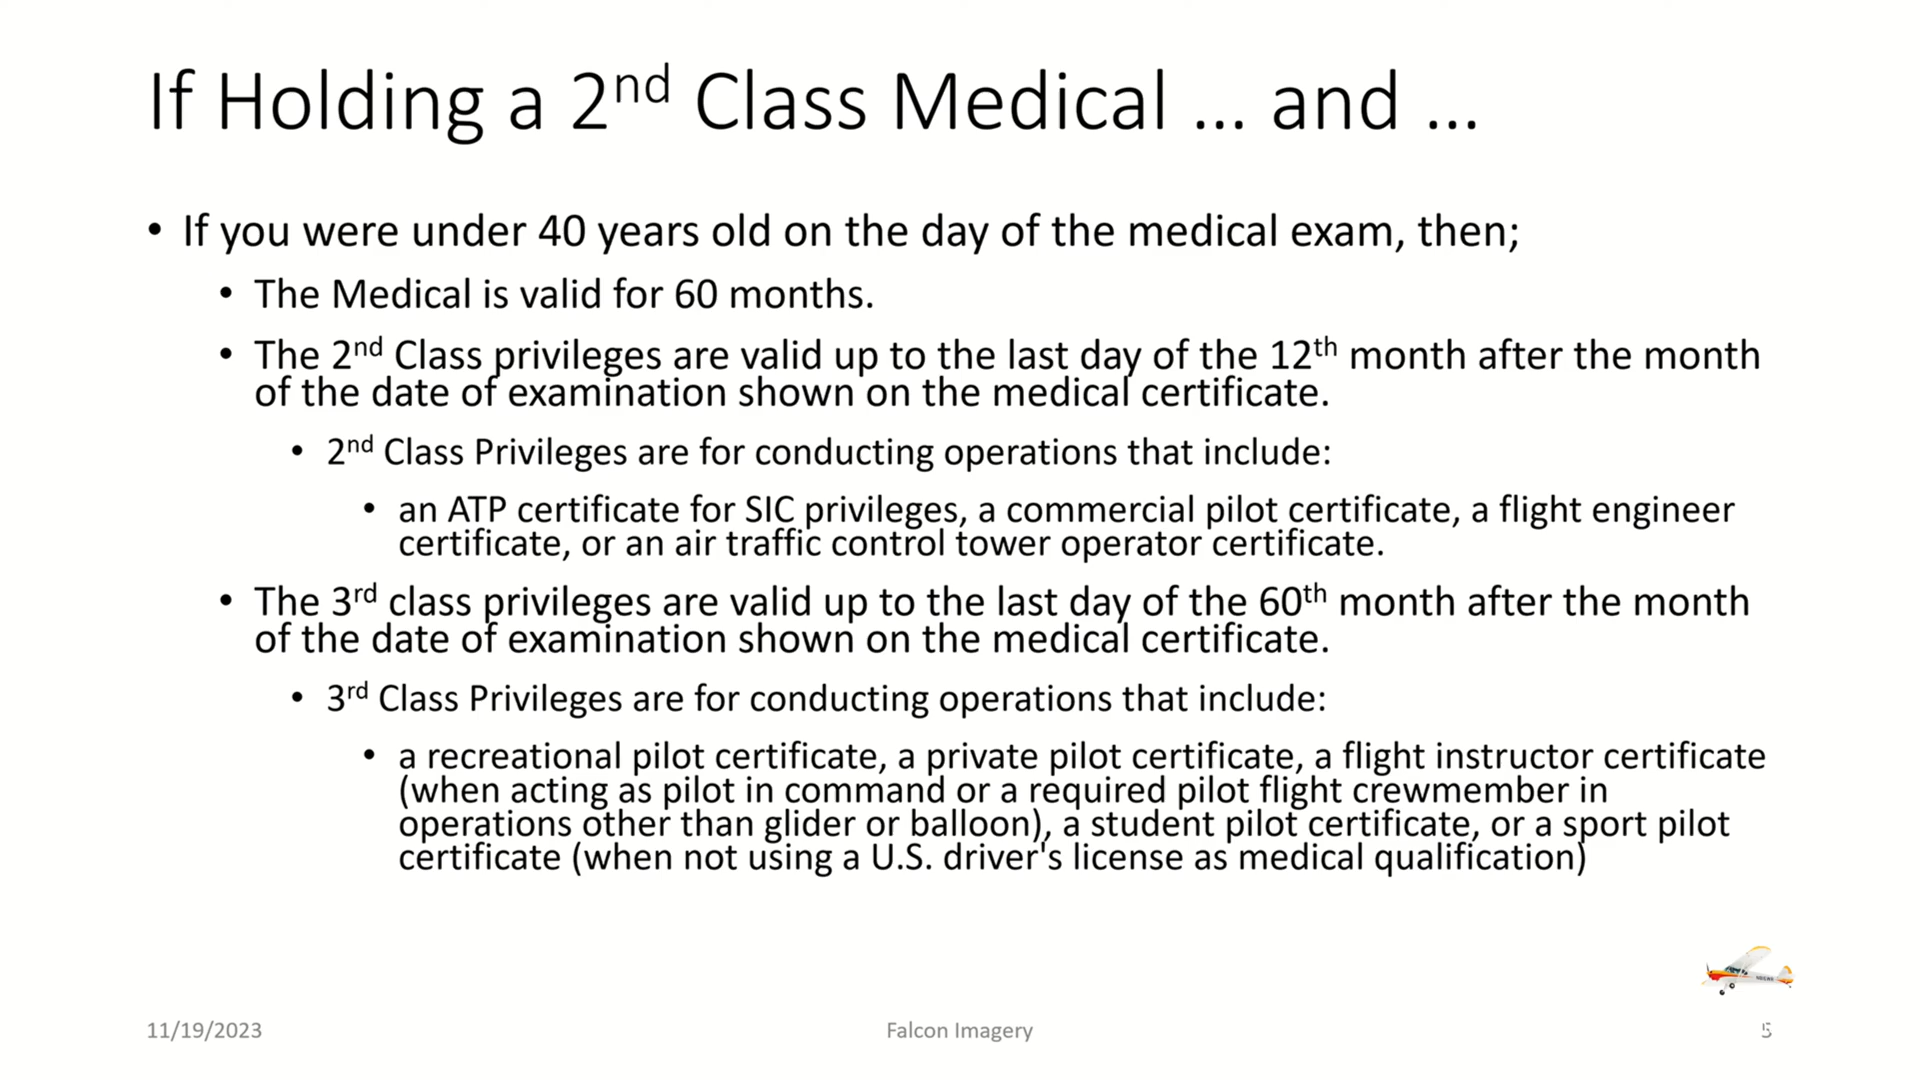 If Holding a 2nd Class Medical … and …
• If you were under 40 years old on the day of the medical exam, then;
• The Medical is valid for 60 months.
• The 2nd Class privileges are valid up to the last day of the 12th month after the month
of the date of examination shown on the medical certificate.
• 2nd Class Privileges are for conducting operations that include:
• an ATP certificate for SIC privileges, a commercial pilot certificate, a flight engineer
certificate, or an air traffic control tower operator certificate.
• The 3rd class privileges are valid up to the last day of the 60th month after the month
of the date of examination shown on the medical certificate.
• 3rd Class Privileges are for conducting operations that include:
• a recreational pilot certificate, a private pilot certificate, a flight instructor certificate
(when acting as pilot in command or a required pilot flight crewmember in
operations other than glider or balloon), a student pilot certificate, or a sport pilot
certificate (when not using a U.S. driver's license as medical qualification)
11/19/2023
Falcon Imagery
5